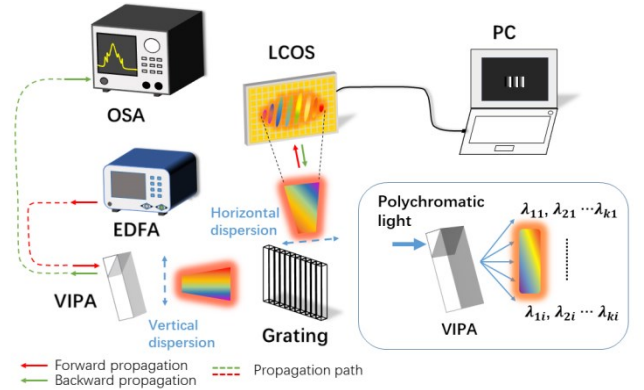 OSA
LCOS
PC
EDFA
VIPA
Vertical
dispersion
Horizontal
dispersion
Grating
Polychromatic
light
VIPA
λ₁₁, λ₂₁ ⋯λₖ₁
λ₁ᵢ, λ₂ᵢ ⋯ λₖᵢ
Forward propagation
Backward propagation
Propagation path